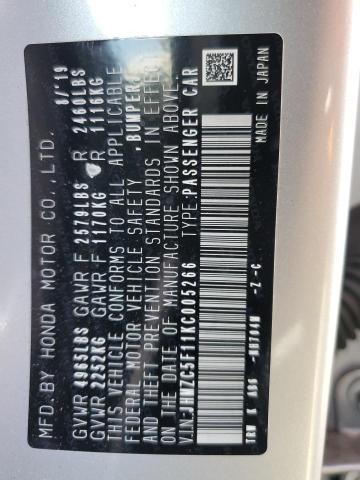 MFD BY HONDA MOTOR CO., LTD. 8/'19
GVWR 4965LBS GAWR F 2579LBS R 2460LBS
GVWR 2252KG GAWR F 1170KG R 1116KG
THIS VEHICLE CONFORMS TO ALL APPLICABLE
FEDERAL MOTOR VEHICLE SAFETY, BUMPER,
AND THEFT PREVENTION STANDARDS IN EFFECT
ON THE DATE OF MANUFACTURE SHOWN ABOVE.
V.I.N.:JHMZC5F11KC005266 TYPE:PASSENGER CAR
MADE IN JAPAN
-Z -C